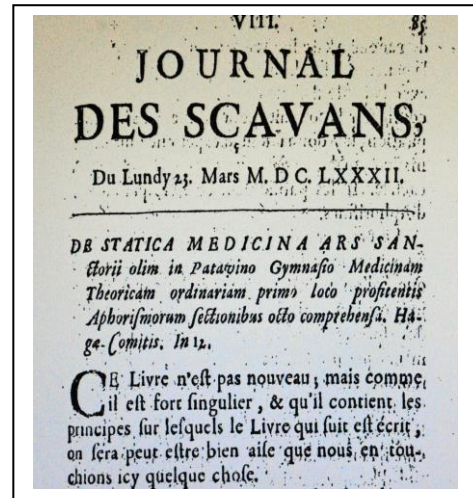 VIII. 85
JOURNAL
DES SCAVANS,
Du Lundy 23. Mars M. D C. LXXXII.
DE STATICA MEDICINA ARS SAN-
ctorii olim in Patavino Gymnasio Medicinam
Theoricam ordinariam primo loco profitentis
Aphoriſmorum ſectionibus octo comprehenſa. Ha-
gæ-Comitis. In 12.
CE Livre n'eſt pas nouveau ; mais comme
il eſt fort ſingulier, & qu'il contient les
principes ſur leſquels le Livre qui ſuit eſt écrit,
on ſera peut eſtre bien aiſe que nous en tou-
chions icy quelque choſe.